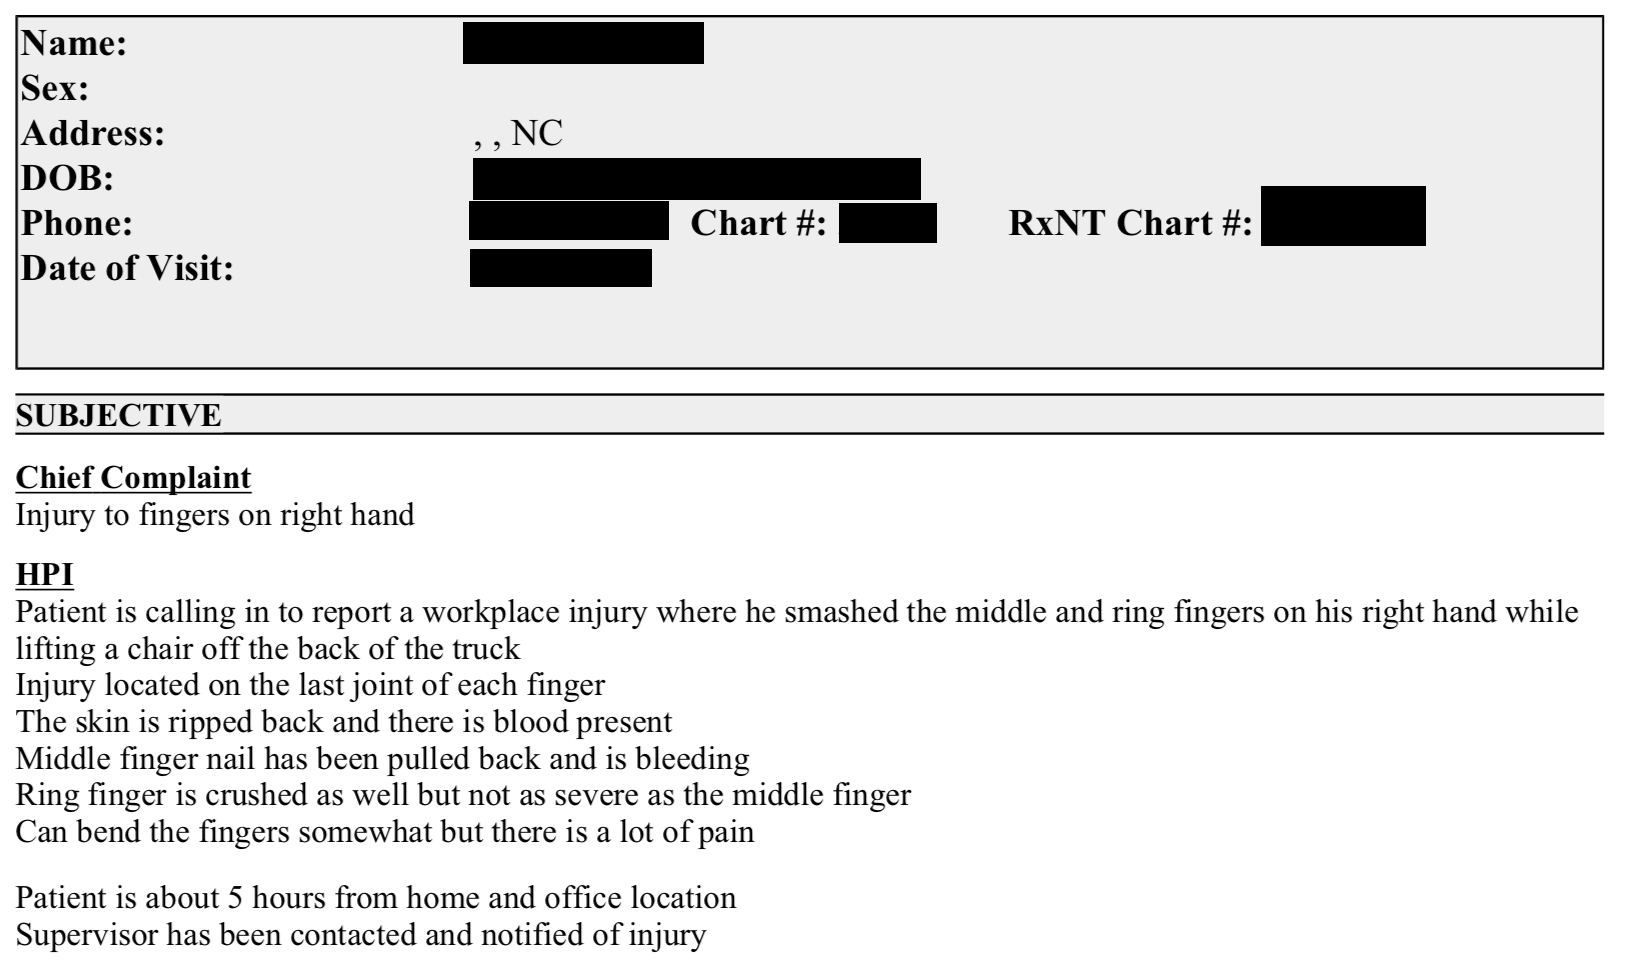 Name:
Sex:
Address: , , NC
DOB:
Phone: Chart #: RxNT Chart #:
Date of Visit:
SUBJECTIVE
Chief Complaint
Injury to fingers on right hand
HPI
Patient is calling in to report a workplace injury where he smashed the middle and ring fingers on his right hand while
lifting a chair off the back of the truck
Injury located on the last joint of each finger
The skin is ripped back and there is blood present
Middle finger nail has been pulled back and is bleeding
Ring finger is crushed as well but not as severe as the middle finger
Can bend the fingers somewhat but there is a lot of pain
Patient is about 5 hours from home and office location
Supervisor has been contacted and notified of injury